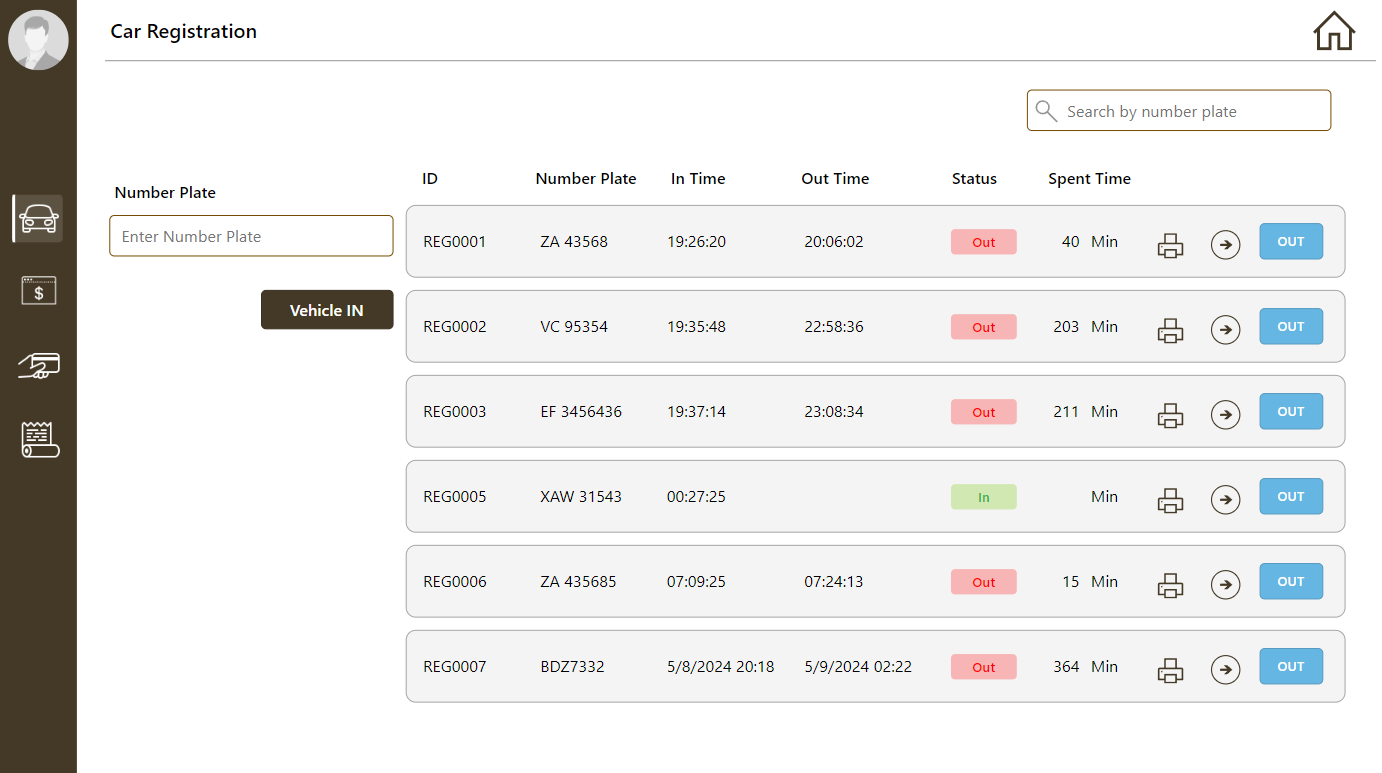 Car Registration
Search by number plate
Number Plate
Enter Number Plate
Vehicle IN
ID Number Plate In Time Out Time Status Spent Time
REG0001 ZA 43568 19:26:20 20:06:02 Out 40 Min OUT
REG0002 VC 95354 19:35:48 22:58:36 Out 203 Min OUT
REG0003 EF 3456436 19:37:14 23:08:34 Out 211 Min OUT
REG0005 XAW 31543 00:27:25 In Min OUT
REG0006 ZA 435685 07:09:25 07:24:13 Out 15 Min OUT
REG0007 BDZ7332 5/8/2024 20:18 5/9/2024 02:22 Out 364 Min OUT
$